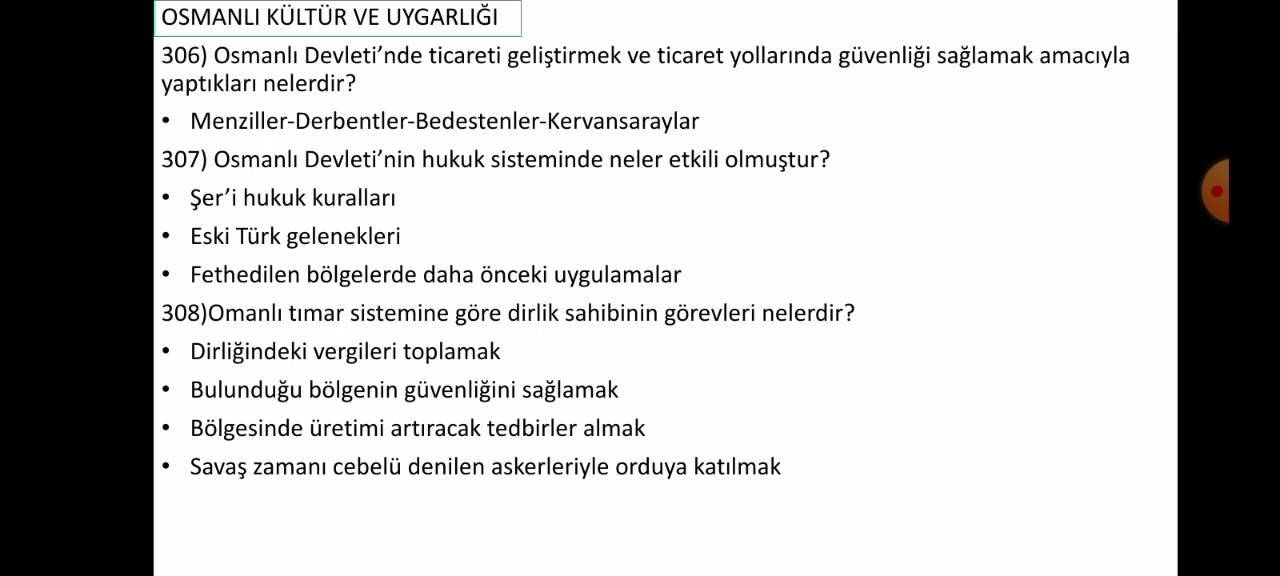 OSMANLI KÜLTÜR VE UYGARLIĞI
306) Osmanlı Devleti’nde ticareti geliştirmek ve ticaret yollarında güvenliği sağlamak amacıyla
yaptıkları nelerdir?
• Menziller-Derbentler-Bedestenler-Kervansaraylar
307) Osmanlı Devleti’nin hukuk sisteminde neler etkili olmuştur?
• Şer’i hukuk kuralları
• Eski Türk gelenekleri
• Fethedilen bölgelerde daha önceki uygulamalar
308)Omanlı tımar sistemine göre dirlik sahibinin görevleri nelerdir?
• Dirliğindeki vergileri toplamak
• Bulunduğu bölgenin güvenliğini sağlamak
• Bölgesinde üretimi artıracak tedbirler almak
• Savaş zamanı cebelü denilen askerleriyle orduya katılmak